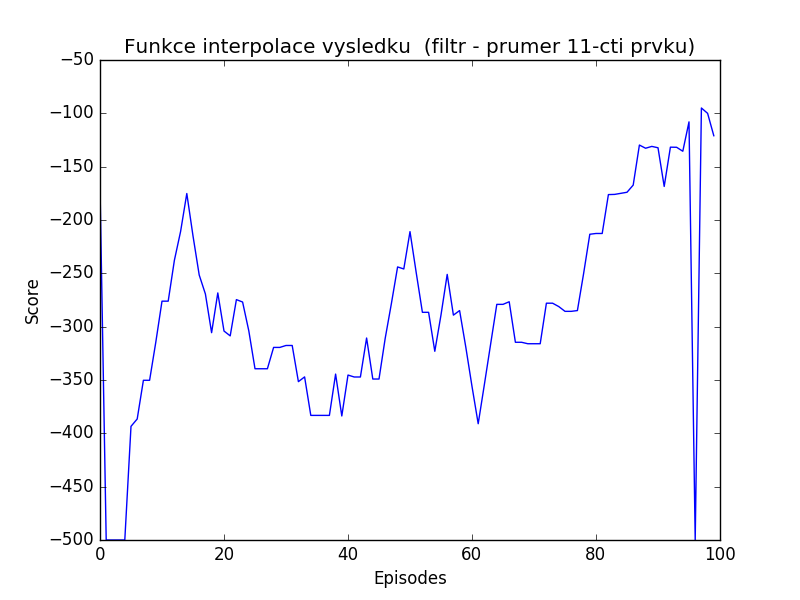 Funkce interpolace vysledku  (filtr - prumer 11-cti prvku)
−50
−100
−150
−200
−250
−300
−350
−400
−450
−500
Score
0 20 40 60 80 100
Episodes